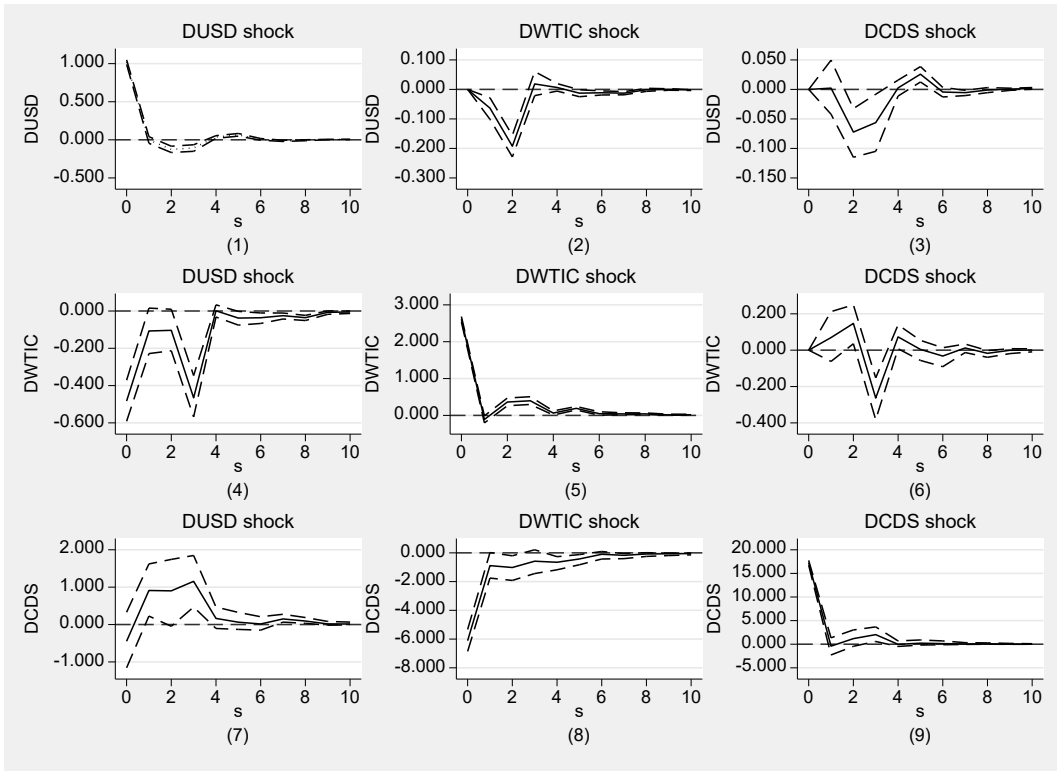 DUSD shock
DUSD
1.000
0.500
0.000
-0.500
0 2 4 6 8 10
s
(1)
DWTIC shock
DUSD
0.100
0.000
-0.100
-0.200
-0.300
0 2 4 6 8 10
s
(2)
DCDS shock
DUSD
0.050
0.000
-0.050
-0.100
-0.150
0 2 4 6 8 10
s
(3)
DUSD shock
DWTIC
0.000
-0.200
-0.400
-0.600
0 2 4 6 8 10
s
(4)
DWTIC shock
DWTIC
3.000
2.000
1.000
0.000
0 2 4 6 8 10
s
(5)
DCDS shock
DWTIC
0.200
0.000
-0.200
-0.400
0 2 4 6 8 10
s
(6)
DUSD shock
DCDS
2.000
1.000
0.000
-1.000
0 2 4 6 8 10
s
(7)
DWTIC shock
DCDS
0.000
-2.000
-4.000
-6.000
-8.000
0 2 4 6 8 10
s
(8)
DCDS shock
DCDS
20.000
15.000
10.000
5.000
0.000
-5.000
0 2 4 6 8 10
s
(9)